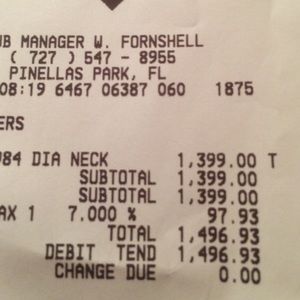 UB MANAGER W. FORNSHELL
( 727 ) 547 - 8955
PINELLAS PARK, FL
08:19 6467 06387 060 1875
ERS
984 DIA NECK 1,399.00 T
SUBTOTAL 1,399.00
SUBTOTAL 1,399.00
AX 1 7.000 % 97.93
TOTAL 1,496.93
DEBIT TEND 1,496.93
CHANGE DUE 0.00